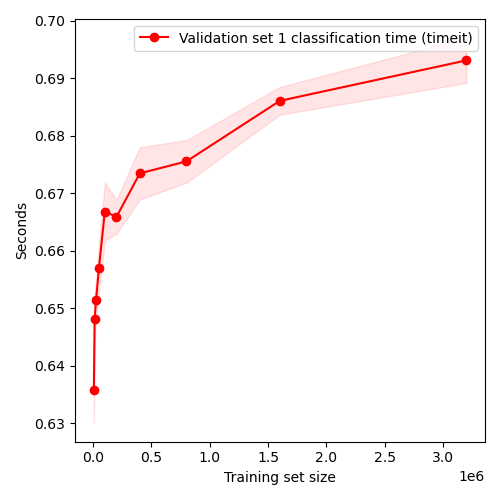 Validation set 1 classification time (timeit)
0.70
0.69
0.68
0.67
0.66
0.65
0.64
0.63
Seconds
0.0 0.5 1.0 1.5 2.0 2.5 3.0
1e6
Training set size